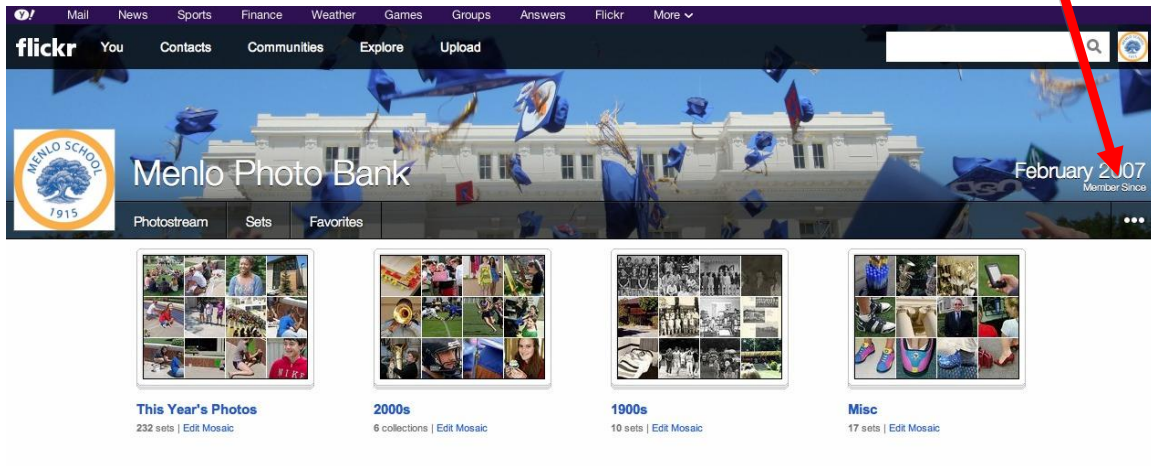 Y! Mail News Sports Finance Weather Games Groups Answers Flickr More
flickr You Contacts Communities Explore Upload
MENLO SCHOOL
1915
Menlo Photo Bank
February 2007
Member Since
Photostream Sets Favorites
This Year's Photos
232 sets | Edit Mosaic
2000s
6 collections | Edit Mosaic
1900s
10 sets | Edit Mosaic
Misc
17 sets | Edit Mosaic